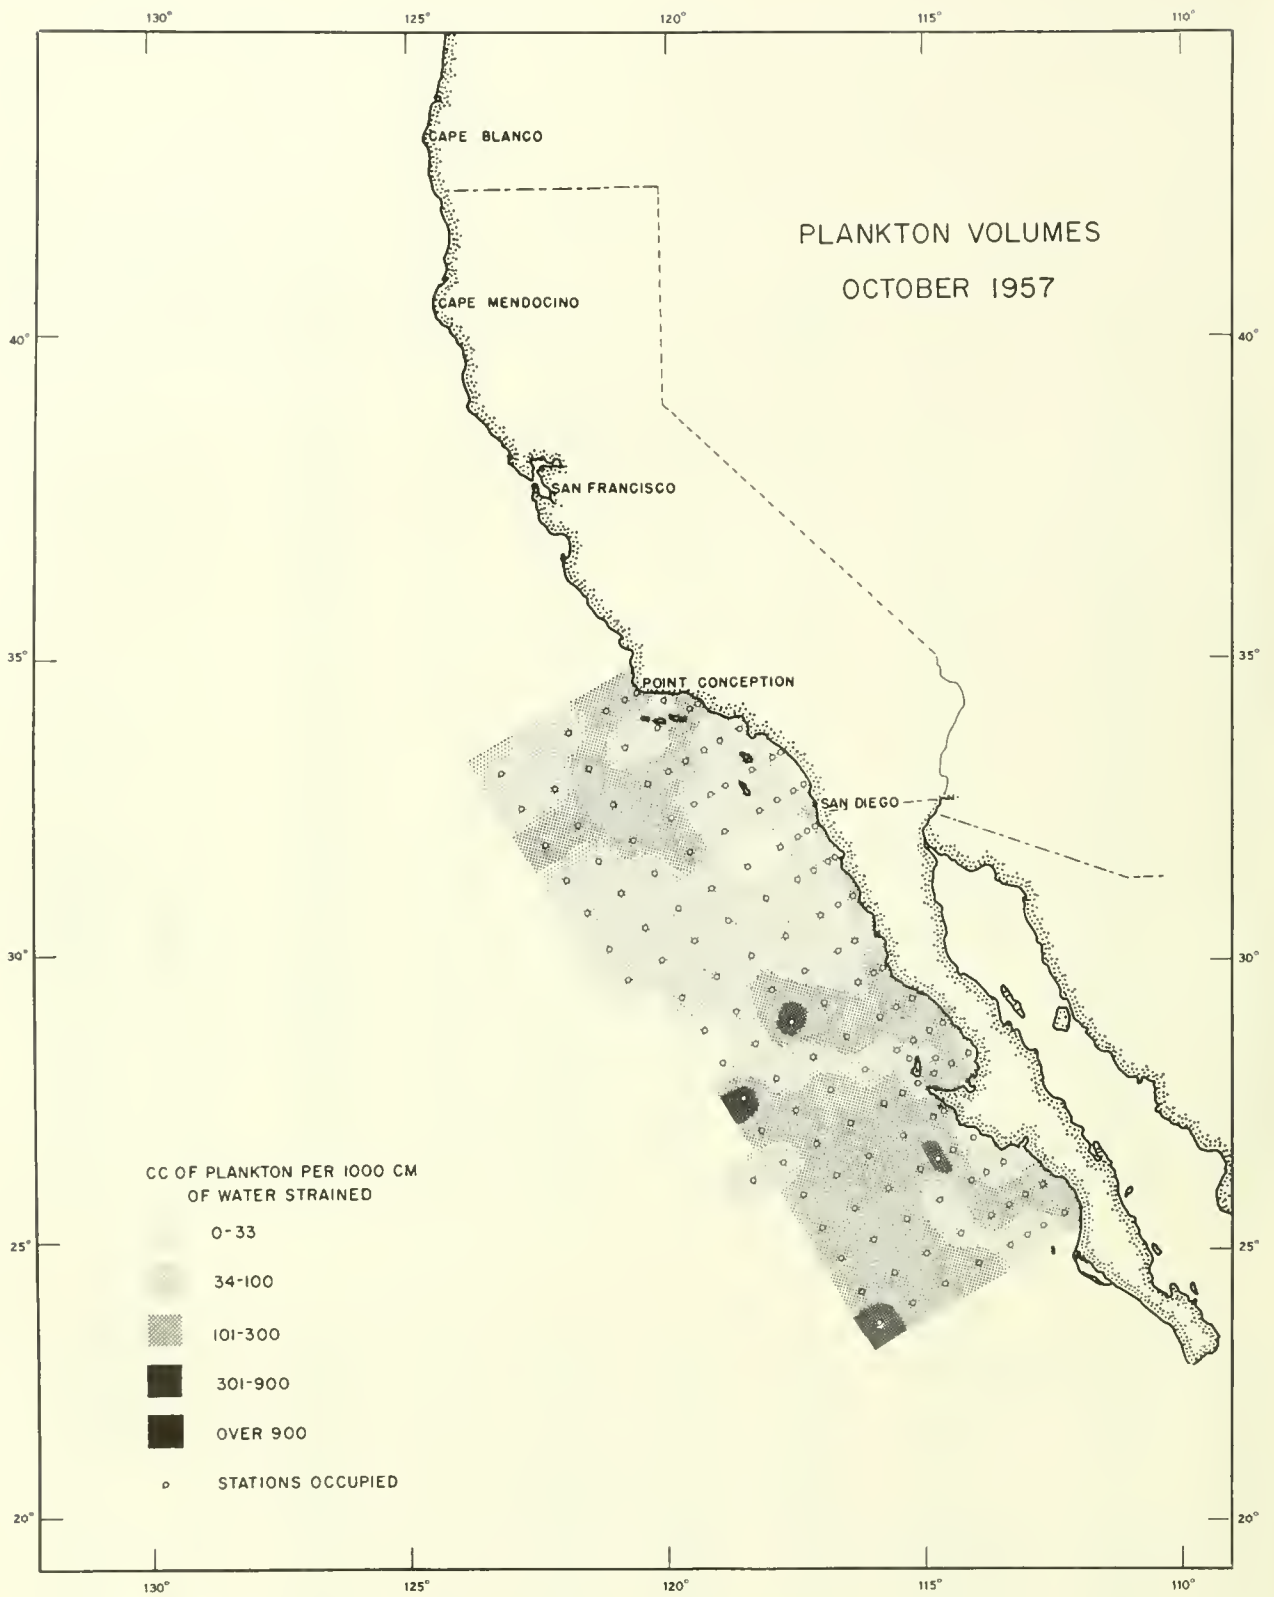 130° 125° 120° 115° 110°
CAPE BLANCO
PLANKTON VOLUMES
OCTOBER 1957
CAPE MENDOCINO
40° 40°
SAN FRANCISCO
35° 35°
POINT CONCEPTION
SAN DIEGO
30° 30°
CC OF PLANKTON PER 1000 CM
OF WATER STRAINED
0-33
25° 25°
34-100
101-300
301-900
OVER 900
STATIONS OCCUPIED
20° 20°
130° 125° 120° 115° 110°